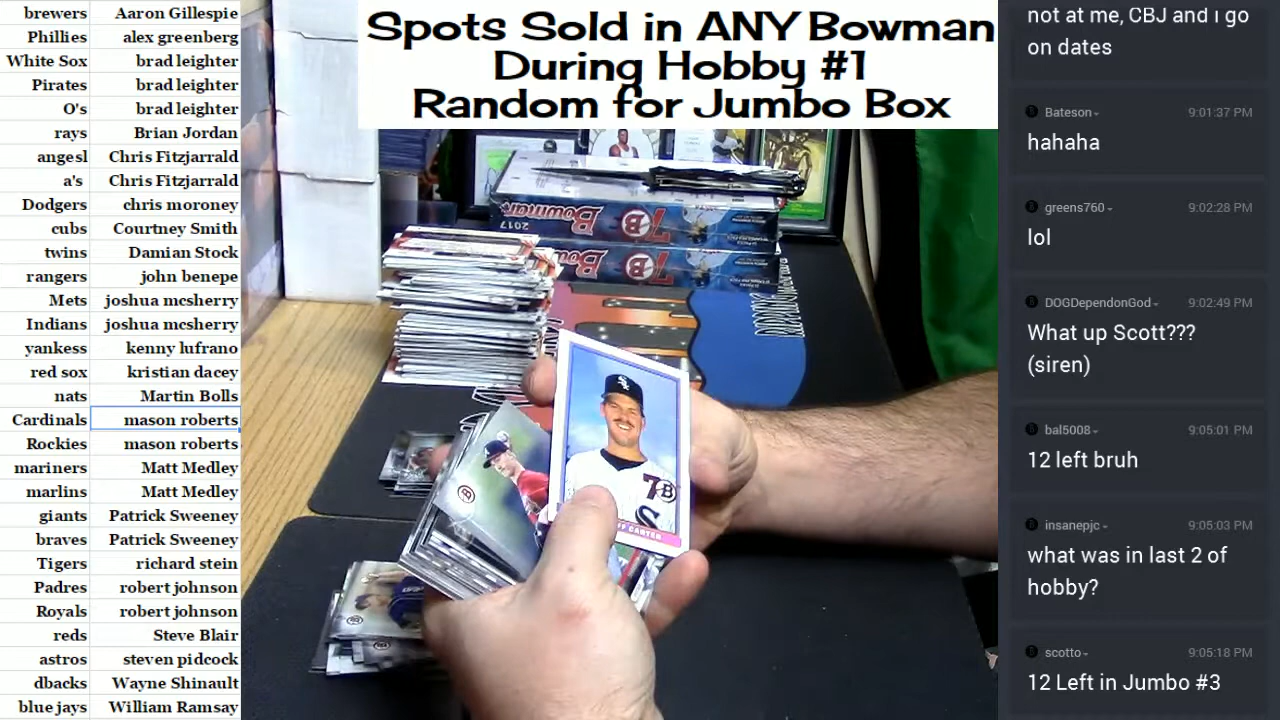 brewers Aaron Gillespie
Phillies alex greenberg
White Sox brad leighter
Pirates brad leighter
O's brad leighter
rays Brian Jordan
angesl Chris Fitzjarrald
a's Chris Fitzjarrald
Dodgers chris moroney
cubs Courtney Smith
twins Damian Stock
rangers john benepe
Mets joshua mcsherry
Indians joshua mcsherry
yankess kenny lufrano
red sox kristian dacey
nats Martin Bolls
Cardinals mason roberts
Rockies mason roberts
mariners Matt Medley
marlins Matt Medley
giants Patrick Sweeney
braves Patrick Sweeney
Tigers richard stein
Padres robert johnson
Royals robert johnson
reds Steve Blair
astros steven pidcock
dbacks Wayne Shinault
blue jays William Ramsay
Spots Sold in ANY Bowman
During Hobby #1
Random for Jumbo Box
2017
Bowman
Bowman
CARTER
not at me, CBJ and i go
on dates
Bateson 9:01:37 PM
hahaha
greens760 9:02:28 PM
lol
DOGDependonGod 9:02:49 PM
What up Scott???
(siren)
bal5008 9:05:01 PM
12 left bruh
insanepjc 9:05:03 PM
what was in last 2 of
hobby?
scotto 9:05:18 PM
12 Left in Jumbo #3